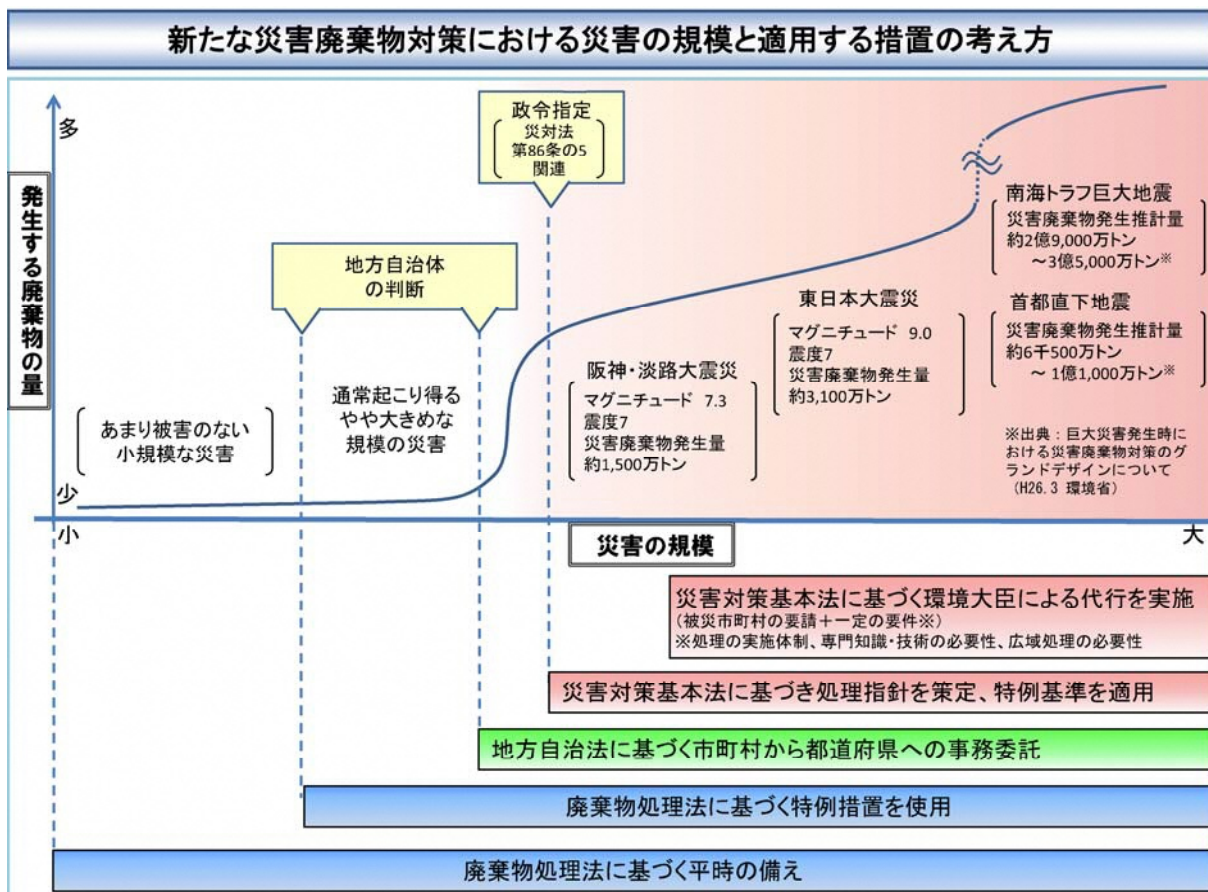 新たな災害廃棄物対策における災害の規模と適用する措置の考え方
多
発生する廃棄物の量
少
小
政令指定
災対法
第86条の5
関連
地方自治体
の判断
あまり被害のない
小規模な災害
通常起こり得る
やや大きめな
規模の災害
阪神・淡路大震災
マグニチュード 7.3
震度7
災害廃棄物発生量
約1,500万トン
東日本大震災
マグニチュード 9.0
震度7
災害廃棄物発生量
約3,100万トン
南海トラフ巨大地震
災害廃棄物発生推計量
約2億9,000万トン
～3億5,000万トン※
首都直下地震
災害廃棄物発生推計量
約6千500万トン
～ 1億1,000万トン※
※出典：巨大災害発生時に
おける災害廃棄物対策のグ
ランドデザインについて
（H26.3 環境省）
災害の規模
大
災害対策基本法に基づく環境大臣による代行を実施
（被災市町村の要請＋一定の要件※）
※処理の実施体制、専門知識・技術の必要性、広域処理の必要性
災害対策基本法に基づき処理指針を策定、特例基準を適用
地方自治法に基づく市町村から都道府県への事務委託
廃棄物処理法に基づく特例措置を使用
廃棄物処理法に基づく平時の備え